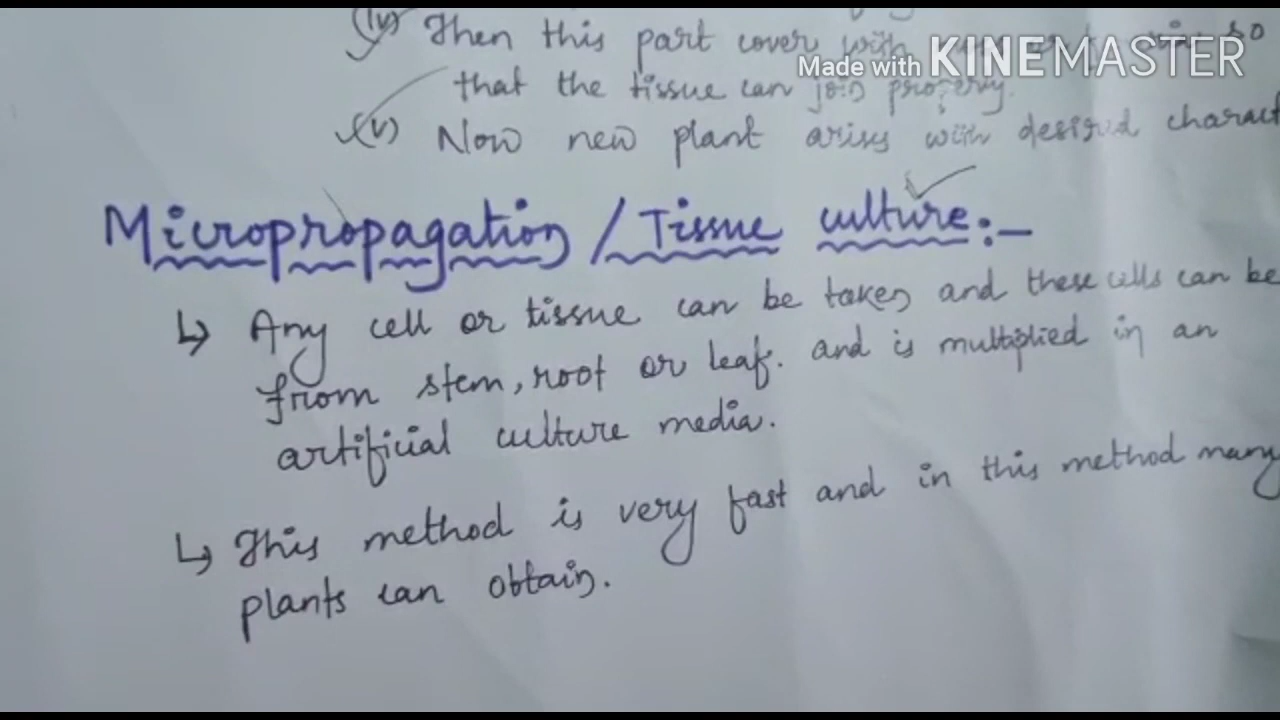 (iv) Then this part cover with so
Made with KINEMASTER
that the tissue can join properly.
(v) Now new plant arises with desired charact
Micropropagation / Tissue culture:-
↳ Any cell or tissue can be taken and these cells can be
from stem, root or leaf. and is multiplied in an
artificial culture media.
↳ This method is very fast and in this method many
plants can obtain.